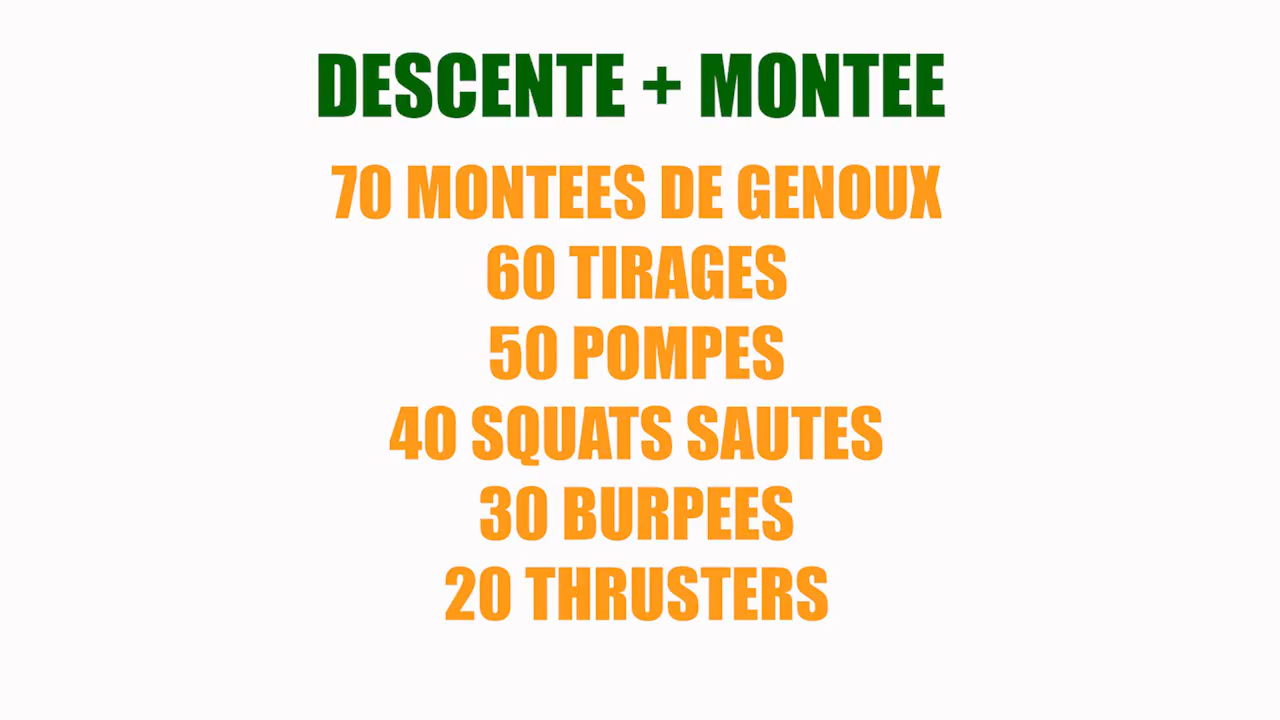 DESCENTE + MONTEE
70 MONTEES DE GENOUX
60 TIRAGES
50 POMPES
40 SQUATS SAUTES
30 BURPEES
20 THRUSTERS